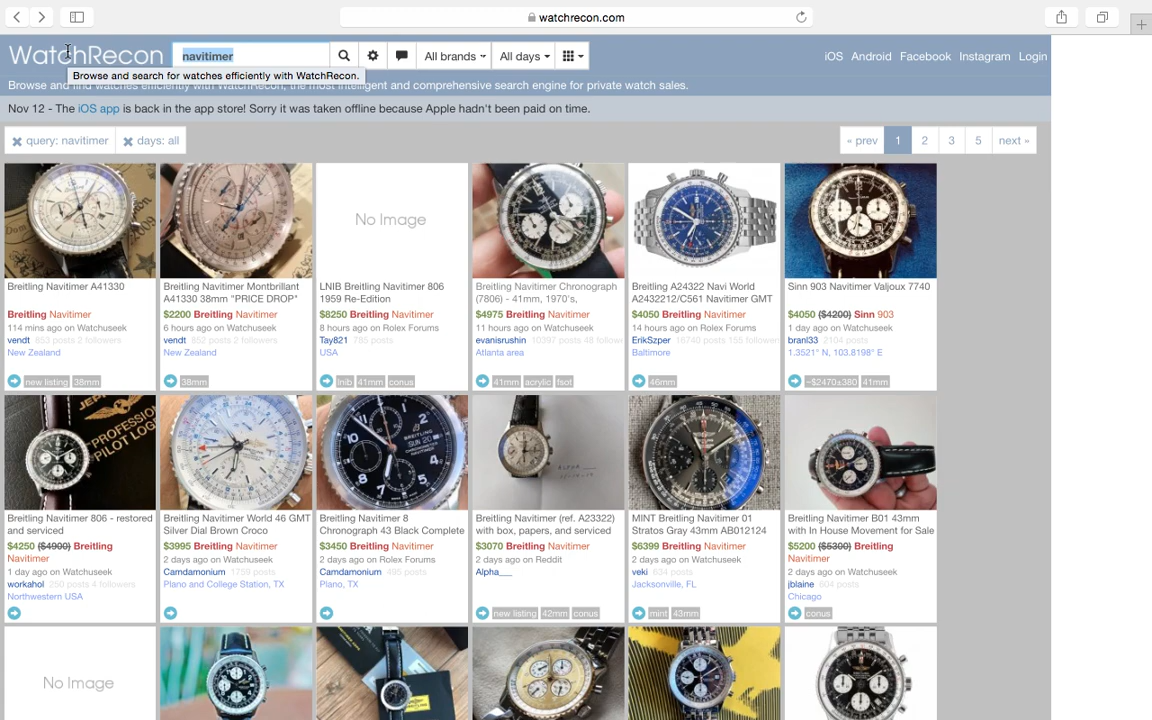 watchrecon.com
WatchRecon
navitimer
All brands
All days
iOS
Android
Facebook
Instagram
Login
Browse and search for watches efficiently with WatchRecon.
Browse and find watches efficiently with WatchRecon, the most intelligent and comprehensive search engine for private watch sales.
Nov 12 - The iOS app is back in the app store! Sorry it was taken offline because Apple hadn't been paid on time.
✖ query: navitimer
✖ days: all
« prev
1
2
3
5
next »
Breitling Navitimer A41330
Breitling Navitimer
114 mins ago on Watchuseek
vendt 653 posts 2 followers
New Zealand
new listing 38mm
Breitling Navitimer Montbrillant
A41330 38mm "PRICE DROP"
$2200 Breitling Navitimer
6 hours ago on Watchuseek
vendt 652 posts 2 followers
New Zealand
38mm
No Image
LNIB Breitling Navitimer 806
1959 Re-Edition
$8250 Breitling Navitimer
8 hours ago on Rolex Forums
Tay821 785 posts
USA
lnib 41mm conus
Breitling Navitimer Chronograph
(7806) - 41mm, 1970's,
$4975 Breitling Navitimer
11 hours ago on Watchuseek
evanisrushin 10397 posts 48 follow
Atlanta area
41mm acrylic fsot
Breitling A24322 Navi World
A2432212/C561 Navitimer GMT
$4050 Breitling Navitimer
14 hours ago on Rolex Forums
ErikSzper 16740 posts 155 follower
Baltimore
46mm
Sinn 903 Navitimer Valjoux 7740
$4050 ($4200) Sinn 903
1 day ago on Watchuseek
branl33 2104 posts
1.3521° N, 103.8198° E
~$2470±380 41mm
Breitling Navitimer 806 - restored
and serviced
$4250 ($4900) Breitling
Navitimer
1 day ago on Watchuseek
workahol 250 posts 4 followers
Northwestern USA
Breitling Navitimer World 46 GMT
Silver Dial Brown Croco
$3995 Breitling Navitimer
2 days ago on Watchuseek
Camdamonium 1759 posts
Plano and College Station, TX
Breitling Navitimer 8
Chronograph 43 Black Complete
$3450 Breitling Navitimer
2 days ago on Rolex Forums
Camdamonium 495 posts
Plano, TX
Breitling Navitimer (ref. A23322)
with box, papers, and serviced
$3070 Breitling Navitimer
2 days ago on Reddit
Alpha___
new listing 42mm conus
MINT Breitling Navitimer 01
Stratos Gray 43mm AB012124
$6399 Breitling Navitimer
2 days ago on Watchuseek
veki 634 posts
Jacksonville, FL
mint 43mm
Breitling Navitimer B01 43mm
with In House Movement for Sale
$5200 ($5300) Breitling
Navitimer
2 days ago on Watchuseek
jblaine 604 posts
Chicago
conus
No Image